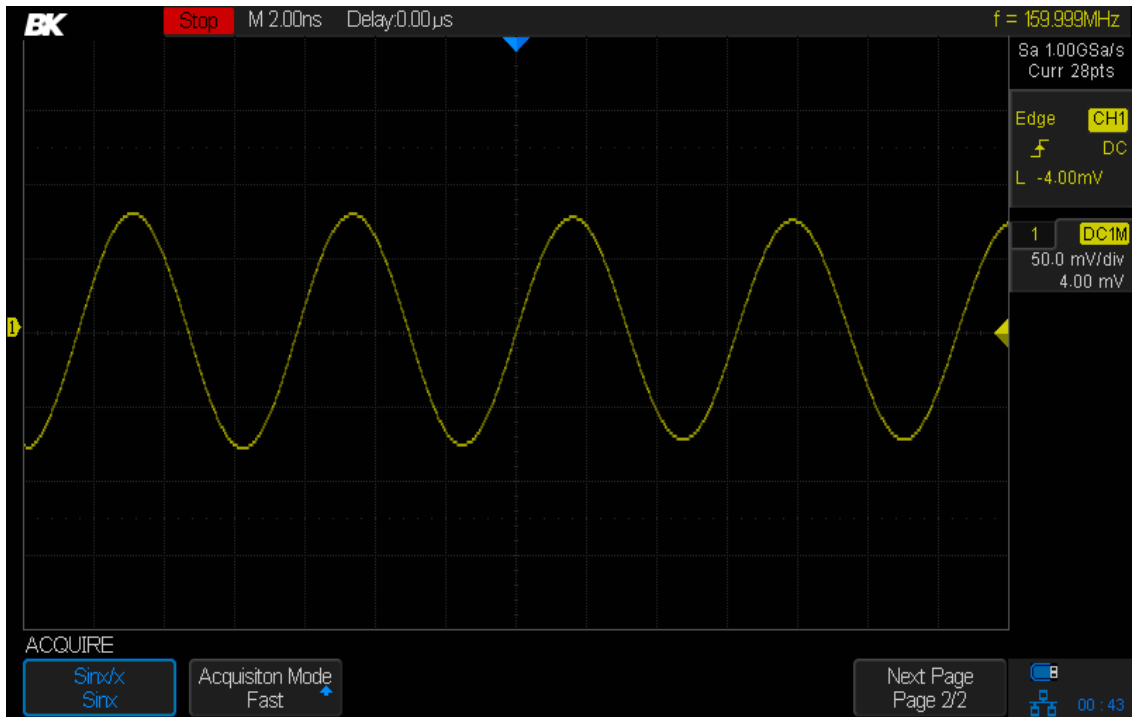 BK Stop M 2.00ns Delay:0.00µs f = 159.999MHz
Sa 1.00GSa/s
Curr 28pts
Edge CH1
DC
L -4.00mV
1 DC1M
50.0 mV/div
4.00 mV
1
ACQUIRE
Sinx/x
Sinx
Acquisiton Mode
Fast
Next Page
Page 2/2
00 : 43